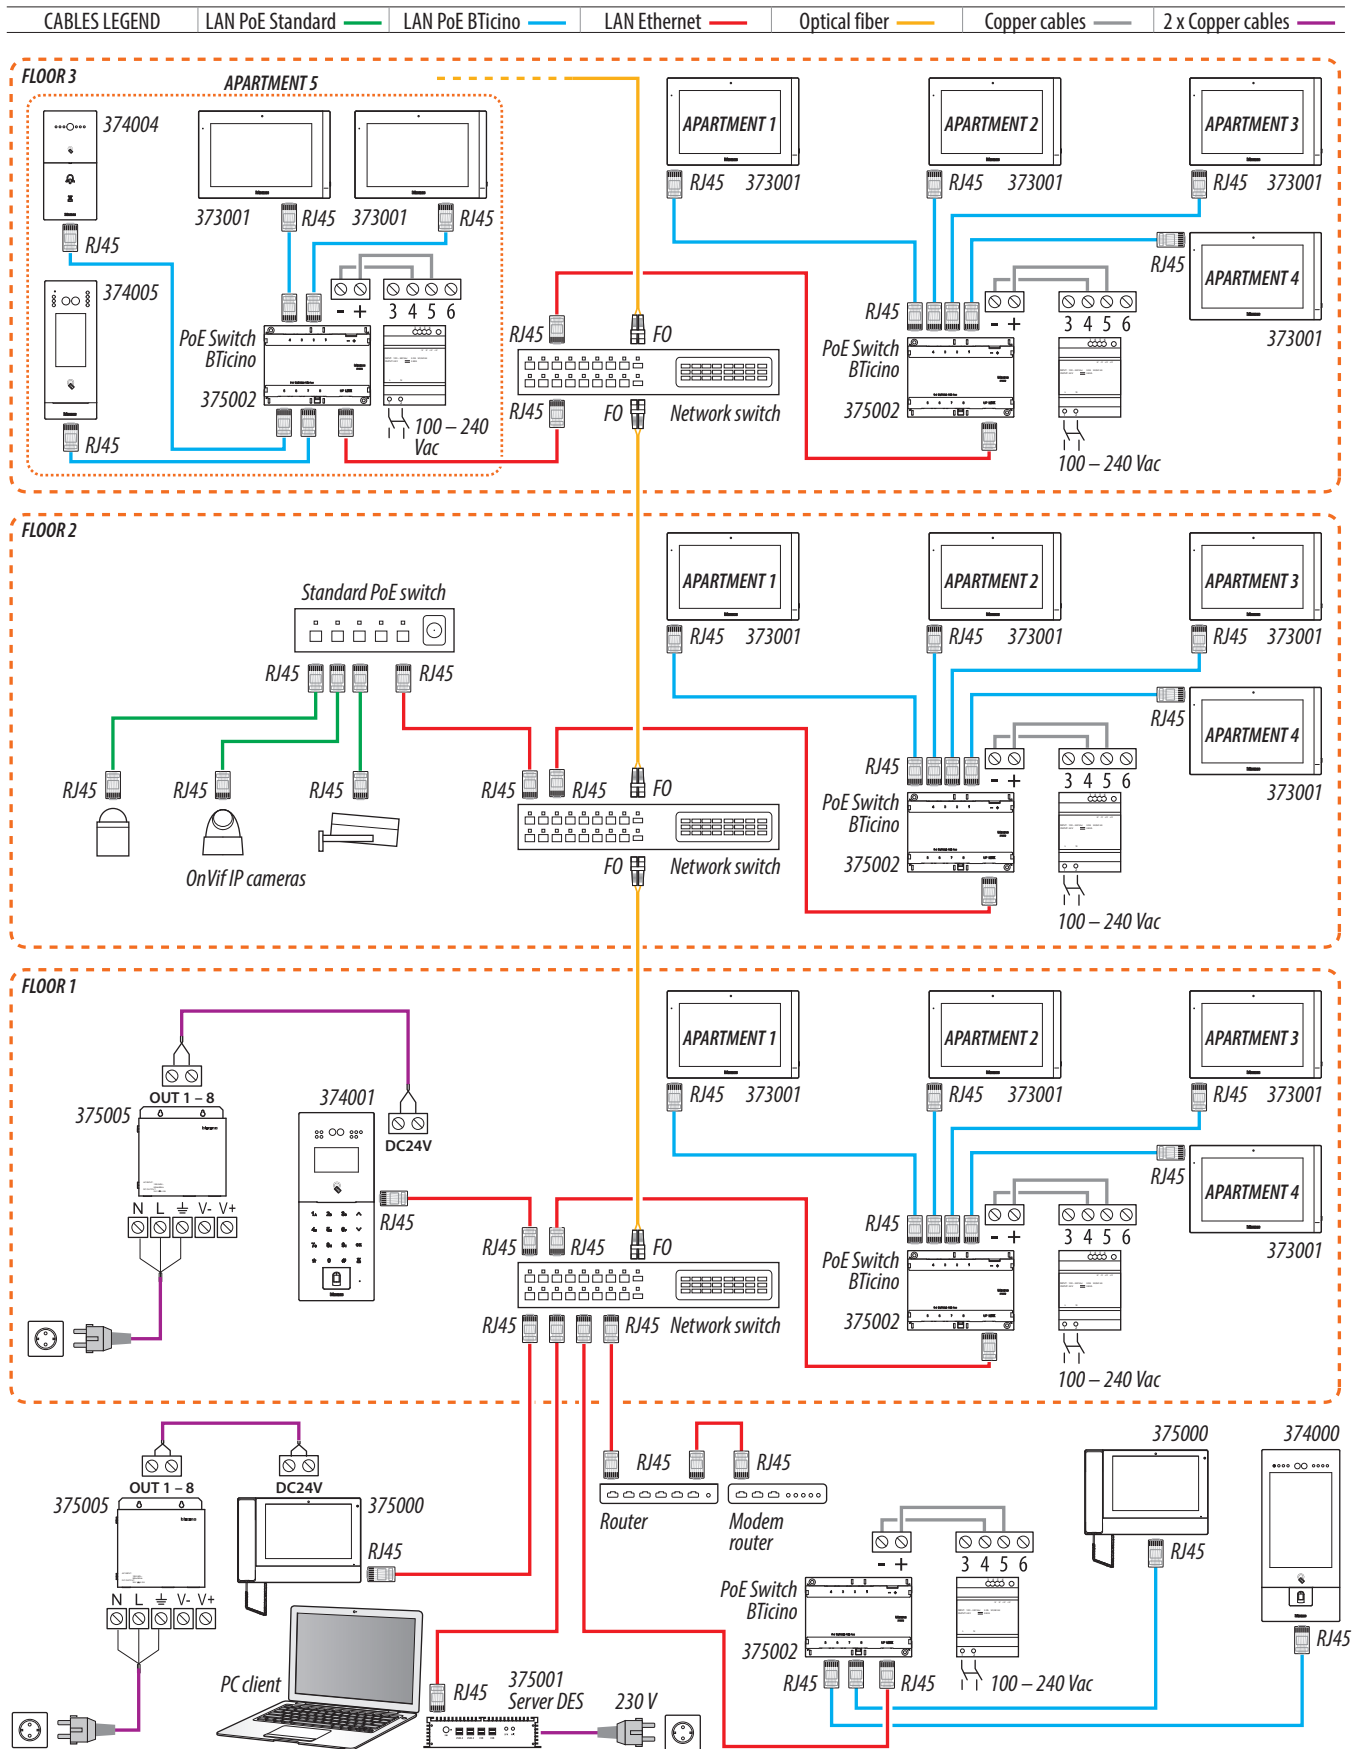 CABLES LEGEND LAN PoE Standard LAN PoE BTicino LAN Ethernet Optical fiber Copper cables 2 x Copper cables
FLOOR 3
APARTMENT 5
374004
RJ45
374005
RJ45
373001
RJ45
373001
RJ45
- +
3 4 5 6
PoE Switch
BTicino
375002
100 – 240
Vac
RJ45
FO
RJ45
FO
Network switch
APARTMENT 1
RJ45 373001
APARTMENT 2
RJ45 373001
APARTMENT 3
RJ45 373001
APARTMENT 4
RJ45
373001
RJ45
- +
3 4 5 6
PoE Switch
BTicino
375002
100 – 240 Vac
FLOOR 2
Standard PoE switch
RJ45
RJ45
RJ45
RJ45
RJ45
OnVif IP cameras
RJ45
RJ45
FO
FO
Network switch
APARTMENT 1
RJ45 373001
APARTMENT 2
RJ45 373001
APARTMENT 3
RJ45 373001
APARTMENT 4
RJ45
373001
RJ45
- +
3 4 5 6
PoE Switch
BTicino
375002
100 – 240 Vac
FLOOR 1
OUT 1 – 8
375005
N L V- V+
374001
DC24V
RJ45
RJ45
RJ45
FO
RJ45
RJ45
Network switch
APARTMENT 1
RJ45 373001
APARTMENT 2
RJ45 373001
APARTMENT 3
RJ45 373001
APARTMENT 4
RJ45
373001
RJ45
- +
3 4 5 6
PoE Switch
BTicino
375002
100 – 240 Vac
OUT 1 – 8
375005
N L V- V+
DC24V
375000
RJ45
RJ45
Router
RJ45
Modem
router
PC client
RJ45
375001
Server DES
230 V
- +
3 4 5 6
PoE Switch
BTicino
375002
RJ45
RJ45
100 – 240 Vac
375000
RJ45
374000
RJ45